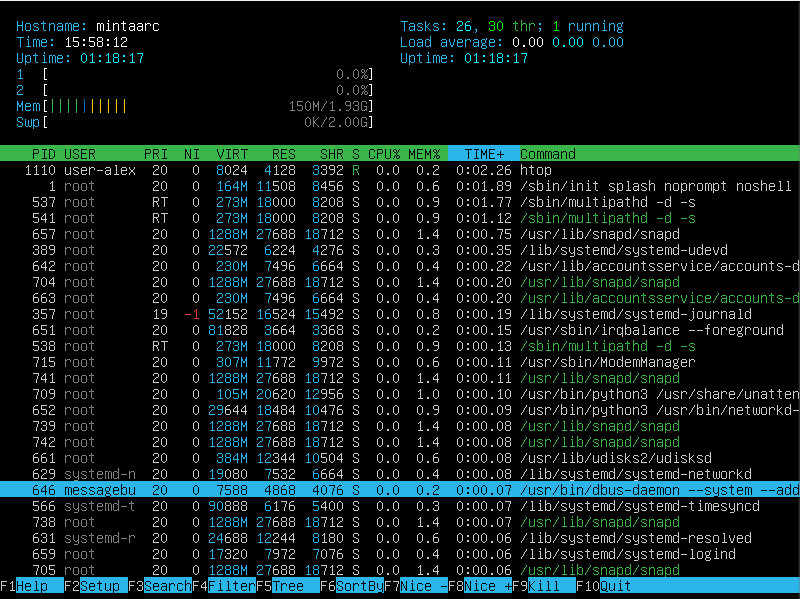 Hostname: mintaarc
Tasks: 26, 30 thr; 1 running
Time: 15:58:12
Load average: 0.00 0.00 0.00
Uptime: 01:18:17
Uptime: 01:18:17
1 [ 0.0%]
2 [ 0.0%]
Mem[||||||||||150M/1.93G]
Swp[ 0K/2.00G]
PID USER PRI NI VIRT RES SHR S CPU% MEM% TIME+ Command
1110 user-alex 20 0 8024 4128 3392 R 0.0 0.2 0:02.26 htop
1 root 20 0 164M 11508 8456 S 0.0 0.6 0:01.89 /sbin/init splash noprompt noshell
537 root RT 0 273M 18000 8208 S 0.0 0.9 0:01.77 /sbin/multipathd -d -s
541 root RT 0 273M 18000 8208 S 0.0 0.9 0:01.12 /sbin/multipathd -d -s
657 root 20 0 1288M 27688 18712 S 0.0 1.4 0:00.75 /usr/lib/snapd/snapd
389 root 20 0 22572 6224 4276 S 0.0 0.3 0:00.35 /lib/systemd/systemd-udevd
642 root 20 0 230M 7496 6664 S 0.0 0.4 0:00.22 /usr/lib/accountsservice/accounts-d
704 root 20 0 1288M 27688 18712 S 0.0 1.4 0:00.20 /usr/lib/snapd/snapd
663 root 20 0 230M 7496 6664 S 0.0 0.4 0:00.20 /usr/lib/accountsservice/accounts-d
357 root 19 -1 52152 16524 15492 S 0.0 0.8 0:00.19 /lib/systemd/systemd-journald
651 root 20 0 81828 3664 3368 S 0.0 0.2 0:00.15 /usr/sbin/irqbalance --foreground
538 root RT 0 273M 18000 8208 S 0.0 0.9 0:00.13 /sbin/multipathd -d -s
715 root 20 0 307M 11772 9972 S 0.0 0.6 0:00.11 /usr/sbin/ModemManager
741 root 20 0 1288M 27688 18712 S 0.0 1.4 0:00.11 /usr/lib/snapd/snapd
709 root 20 0 105M 20620 12956 S 0.0 1.0 0:00.10 /usr/bin/python3 /usr/share/unatten
652 root 20 0 29644 18484 10476 S 0.0 0.9 0:00.09 /usr/bin/python3 /usr/bin/networkd-
739 root 20 0 1288M 27688 18712 S 0.0 1.4 0:00.08 /usr/lib/snapd/snapd
742 root 20 0 1288M 27688 18712 S 0.0 1.4 0:00.08 /usr/lib/snapd/snapd
661 root 20 0 384M 12344 10504 S 0.0 0.6 0:00.08 /usr/lib/udisks2/udisksd
629 systemd-n 20 0 19080 7532 6664 S 0.0 0.4 0:00.08 /lib/systemd/systemd-networkd
646 messagebu 20 0 7588 4868 4076 S 0.0 0.2 0:00.07 /usr/bin/dbus-daemon --system --add
566 systemd-t 20 0 90888 6176 5400 S 0.0 0.3 0:00.07 /lib/systemd/systemd-timesyncd
738 root 20 0 1288M 27688 18712 S 0.0 1.4 0:00.07 /usr/lib/snapd/snapd
631 systemd-r 20 0 24688 12244 8180 S 0.0 0.6 0:00.06 /lib/systemd/systemd-resolved
659 root 20 0 17320 7972 7076 S 0.0 0.4 0:00.06 /lib/systemd/systemd-logind
705 root 20 0 1288M 27688 18712 S 0.0 1.4 0:00.06 /usr/lib/snapd/snapd
F1Help F2Setup F3SearchF4FilterF5Tree F6SortByF7Nice -F8Nice +F9Kill F10Quit